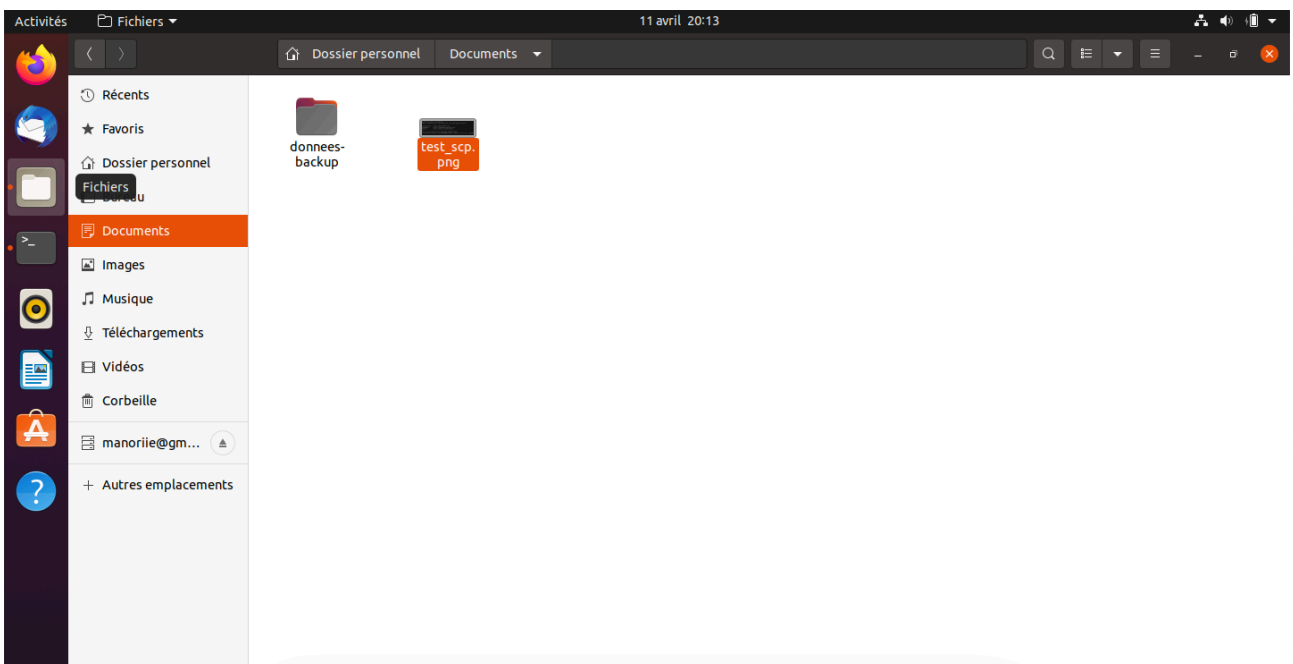 Activités Fichiers 11 avril 20:13
Dossier personnel Documents
Récents
Favoris
Dossier personnel
Fichiers
Documents
Images
Musique
Téléchargements
Vidéos
Corbeille
manoriie@gm...
Autres emplacements
donnees-
backup
test_scp.
png